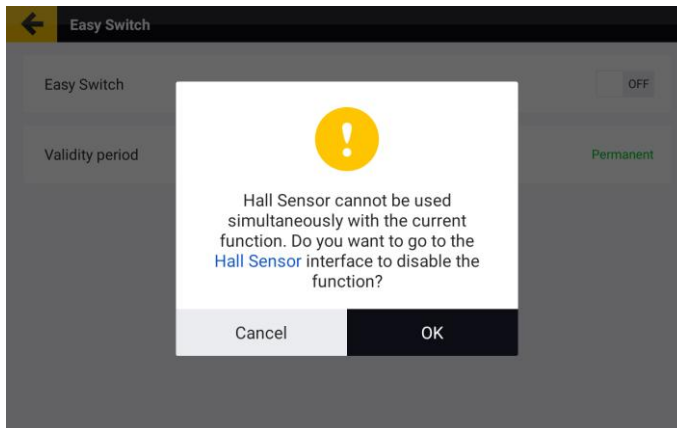 Easy Switch
Easy Switch
OFF
Validity period
Permanent
Hall Sensor cannot be used
simultaneously with the current
function. Do you want to go to the
Hall Sensor interface to disable the
function?
Cancel
OK